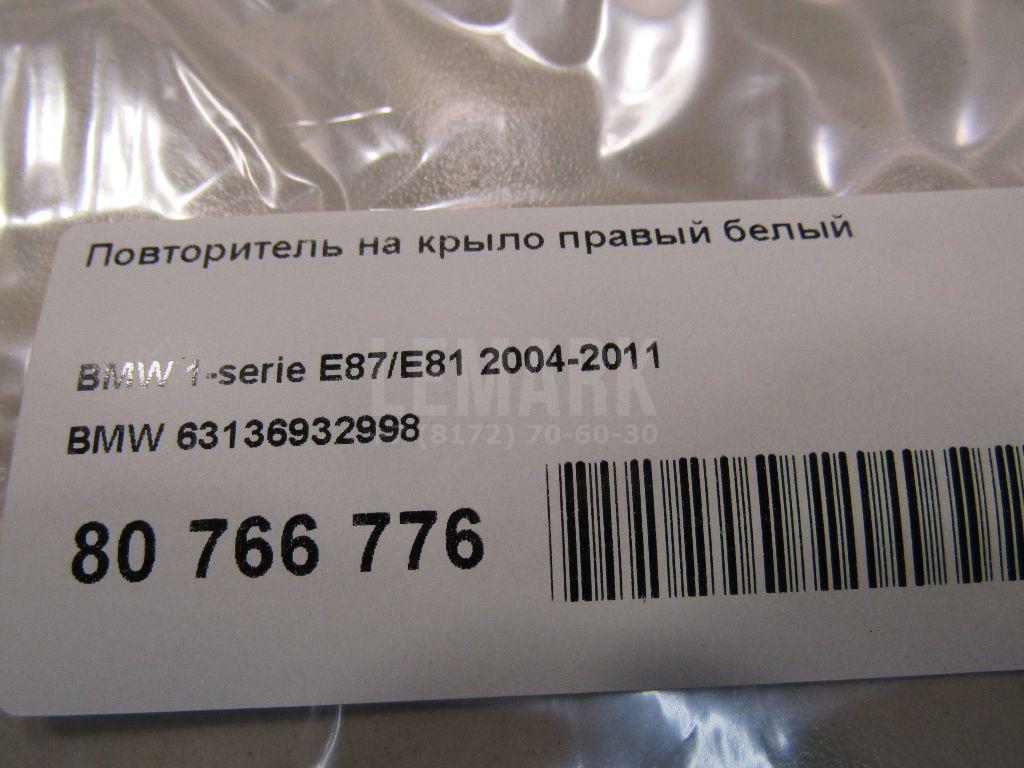 Повторитель на крыло правый белый
BMW 1-serie E87/E81 2004-2011
LEMARK
BMW 63136932998
(8172) 70-60-30
80 766 776